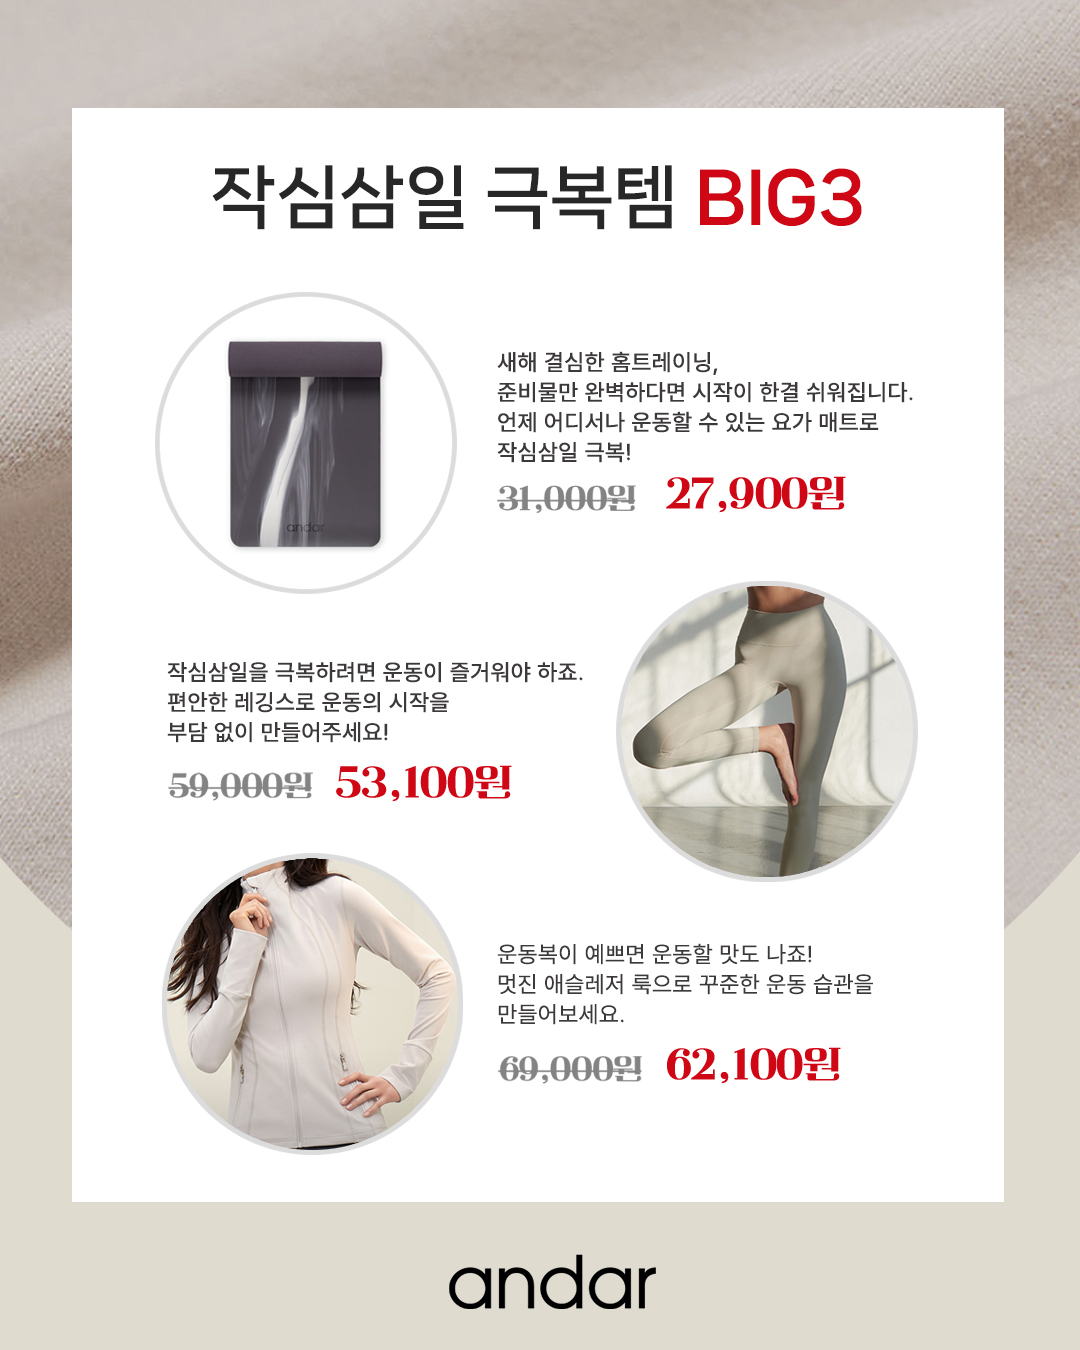 작심삼일 극복템 BIG3
새해 결심한 홈트레이닝,
준비물만 완벽하다면 시작이 한결 쉬워집니다.
언제 어디서나 운동할 수 있는 요가 매트로
작심삼일 극복!
31,000원 27,900원
andar
작심삼일을 극복하려면 운동이 즐거워야 하죠.
편안한 레깅스로 운동의 시작을
부담 없이 만들어주세요!
59,000원 53,100원
운동복이 예쁘면 운동할 맛도 나죠!
멋진 애슬레저 룩으로 꾸준한 운동 습관을
만들어보세요.
69,000원 62,100원
andar